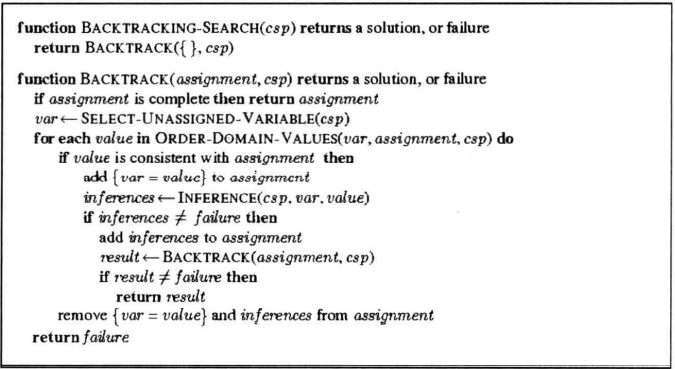 function BACKTRACKING-SEARCH(csp) returns a solution, or failure
return BACKTRACK({ }, csp)
function BACKTRACK(assignment, csp) returns a solution, or failure
if assignment is complete then return assignment
var ← SELECT-UNASSIGNED-VARIABLE(csp)
for each value in ORDER-DOMAIN-VALUES(var, assignment, csp) do
if value is consistent with assignment then
add {var = value} to assignment
inferences ← INFERENCE(csp, var, value)
if inferences ≠ failure then
add inferences to assignment
result ← BACKTRACK(assignment, csp)
if result ≠ failure then
return result
remove {var = value} and inferences from assignment
return failure